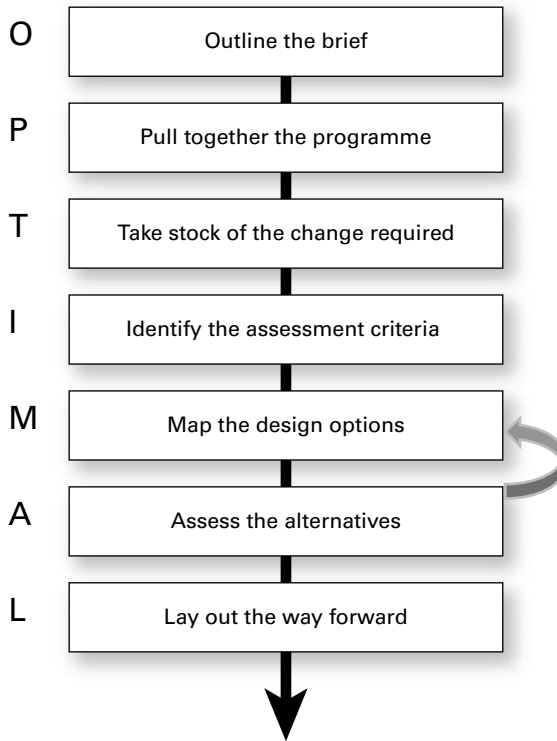 O
Outline the brief
P
Pull together the programme
T
Take stock of the change required
I
Identify the assessment criteria
M
Map the design options
A
Assess the alternatives
L
Lay out the way forward